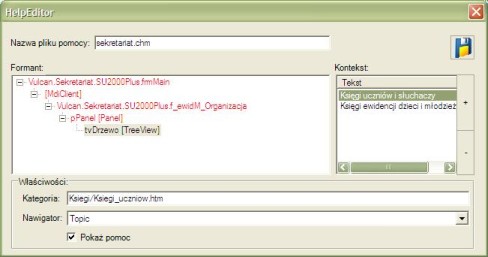 HelpEditor
Nazwa pliku pomocy: sekretariat.chm
Formant:
Kontekst:
Vulcan.Sekretariat.SU2000Plus.frmMain
[MdiClient]
Vulcan.Sekretariat.SU2000Plus.f_ewidM_Organizacja
pPanel [Panel]
tvDrzewo [TreeView]
Tekst
Księgi uczniów i słuchaczy
Księgi ewidencji dzieci i młodzież
+
-
Właściwości:
Kategoria: Ksiegi/Ksiegi_uczniow.htm
Nawigator: Topic
Pokaż pomoc